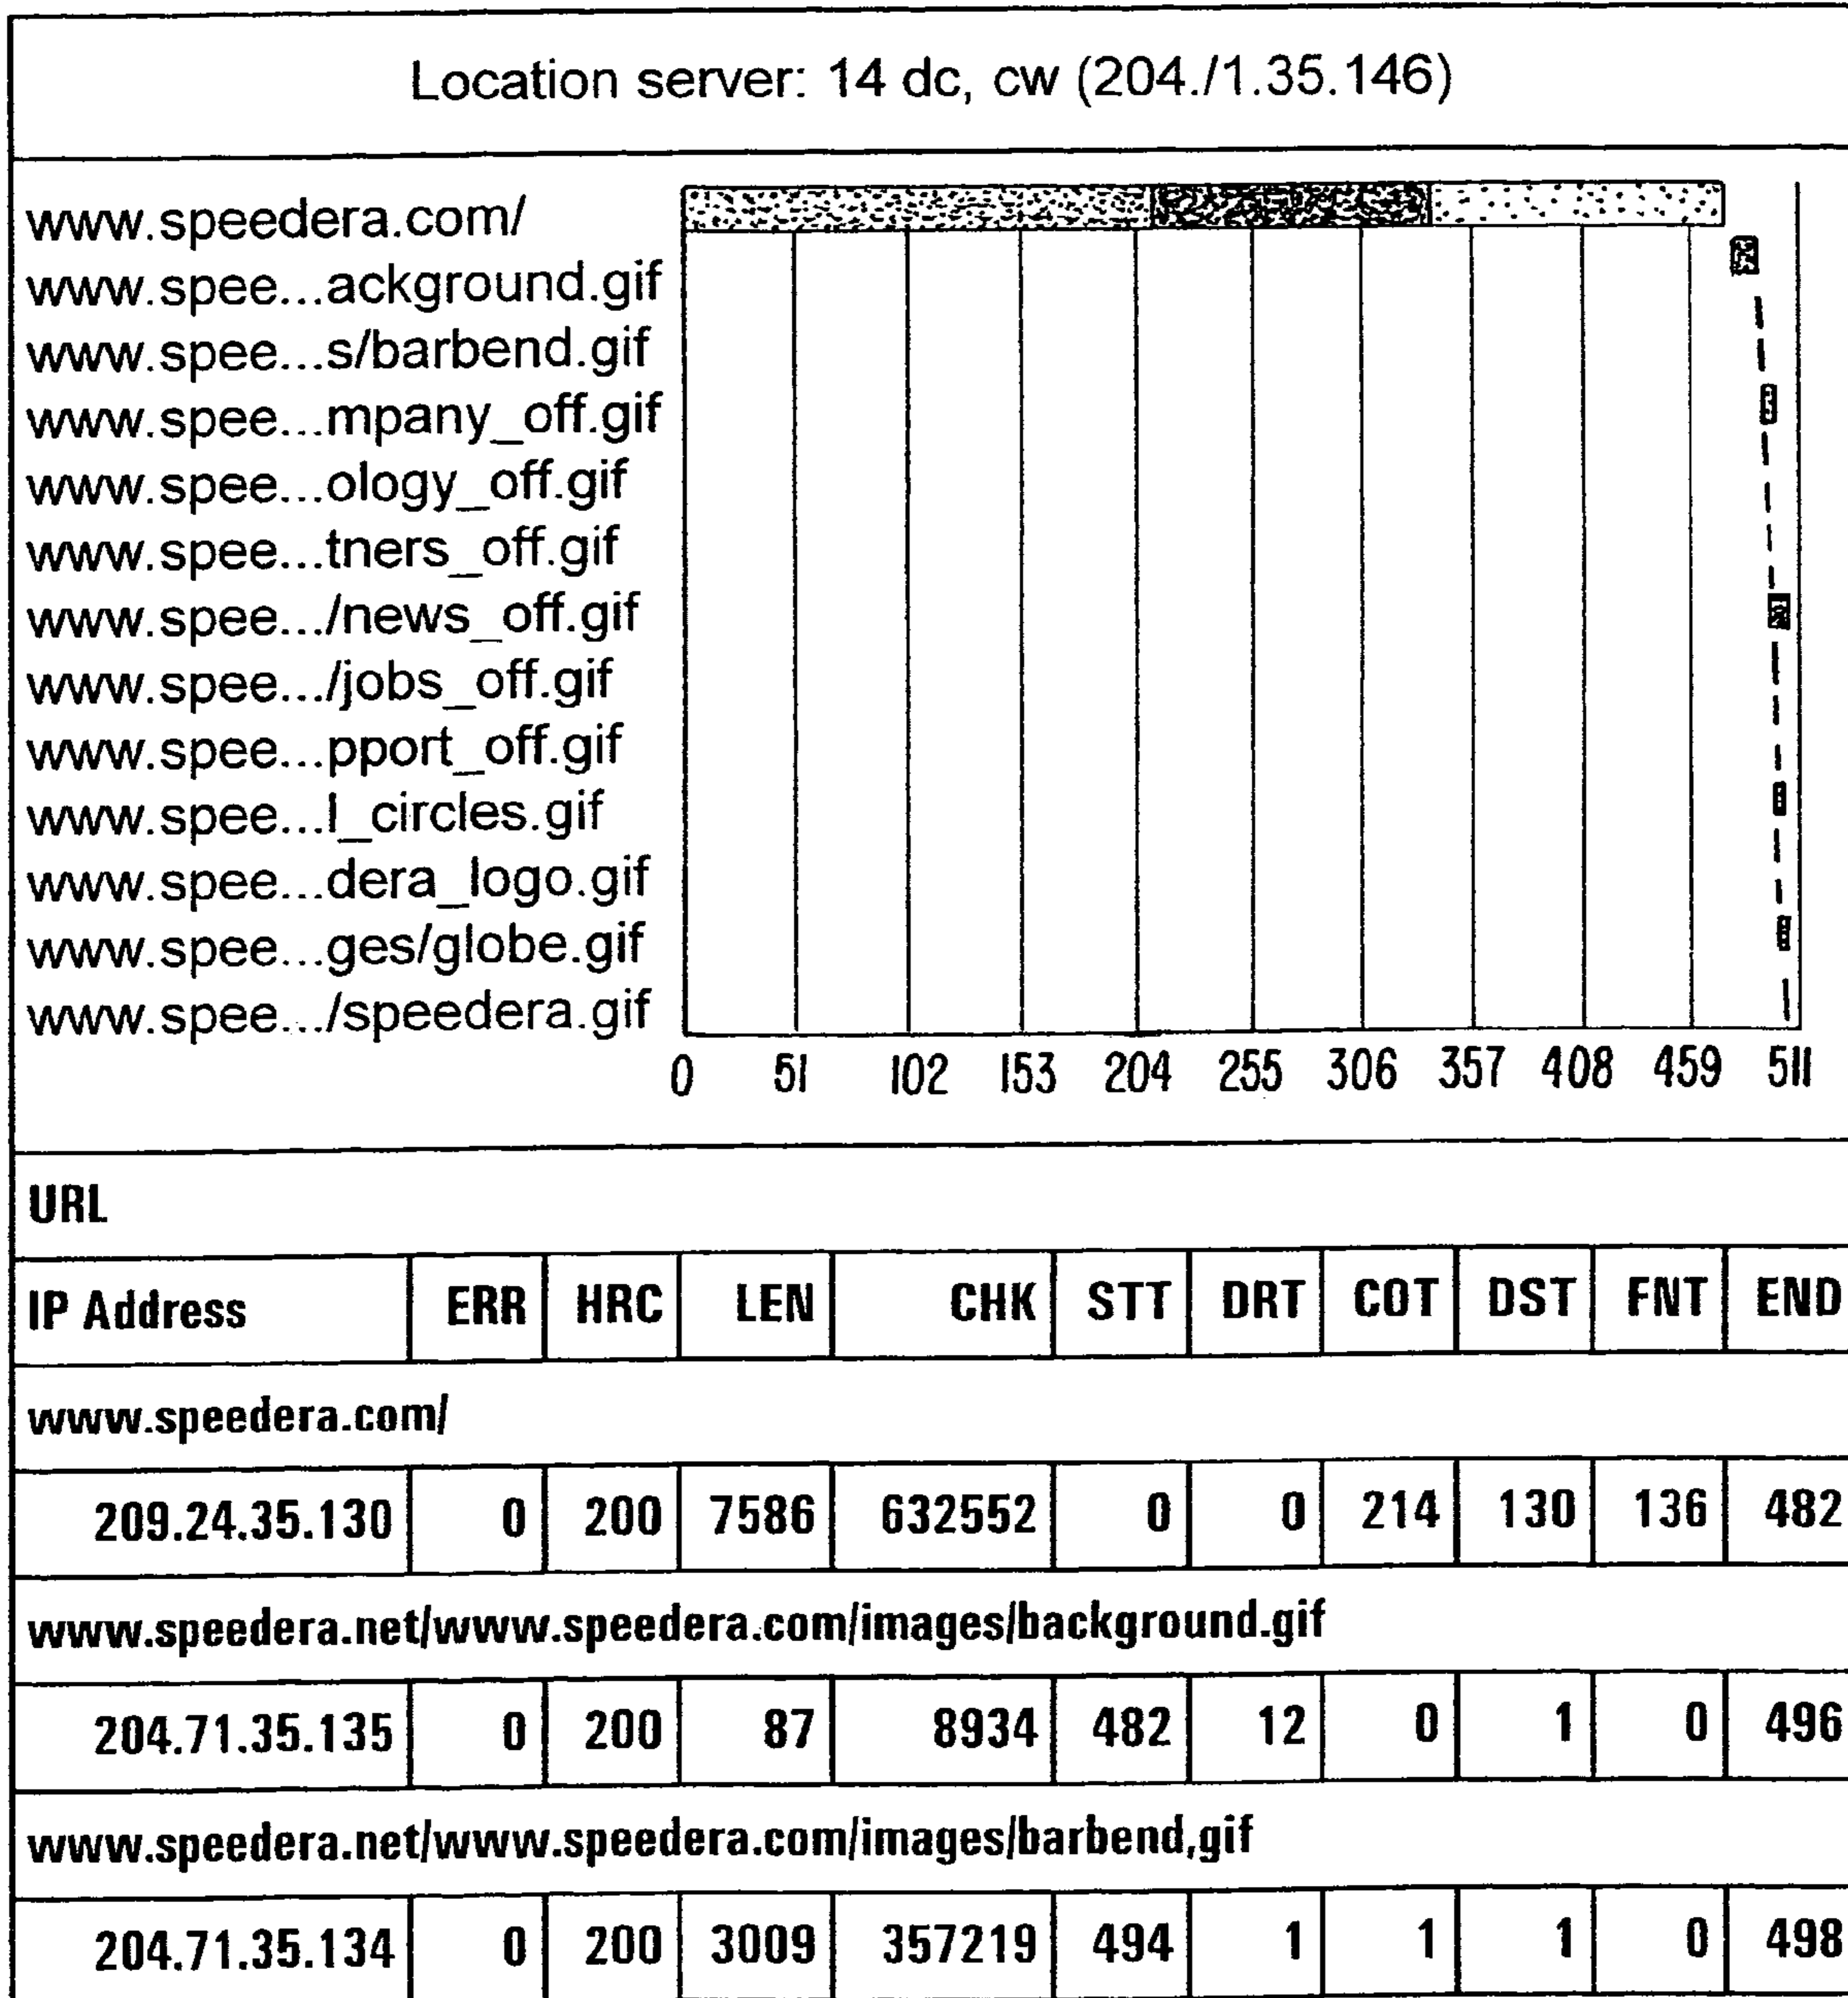 Location server: 14 dc, cw (204./1.35.146)
www.speedera.com/
www.spee...ackground.gif
www.spee...s/barbend.gif
www.spee...mpany_off.gif
www.spee...ology_off.gif
www.spee...tners_off.gif
www.spee.../news_off.gif
www.spee.../jobs_off.gif
www.spee...pport_off.gif
www.spee...l_circles.gif
www.spee...dera_logo.gif
www.spee...ges/globe.gif
www.spee.../speedera.gif
0 51 102 153 204 255 306 357 408 459 511
URL
IP Address ERR HRC LEN CHK STT DRT COT DST FNT END
www.speedera.com/
209.24.35.130 0 200 7586 632552 0 0 214 130 136 482
www.speedera.net/www.speedera.com/images/background.gif
204.71.35.135 0 200 87 8934 482 12 0 1 0 496
www.speedera.net/www.speedera.com/images/barbend,gif
204.71.35.134 0 200 3009 357219 494 1 1 1 0 498